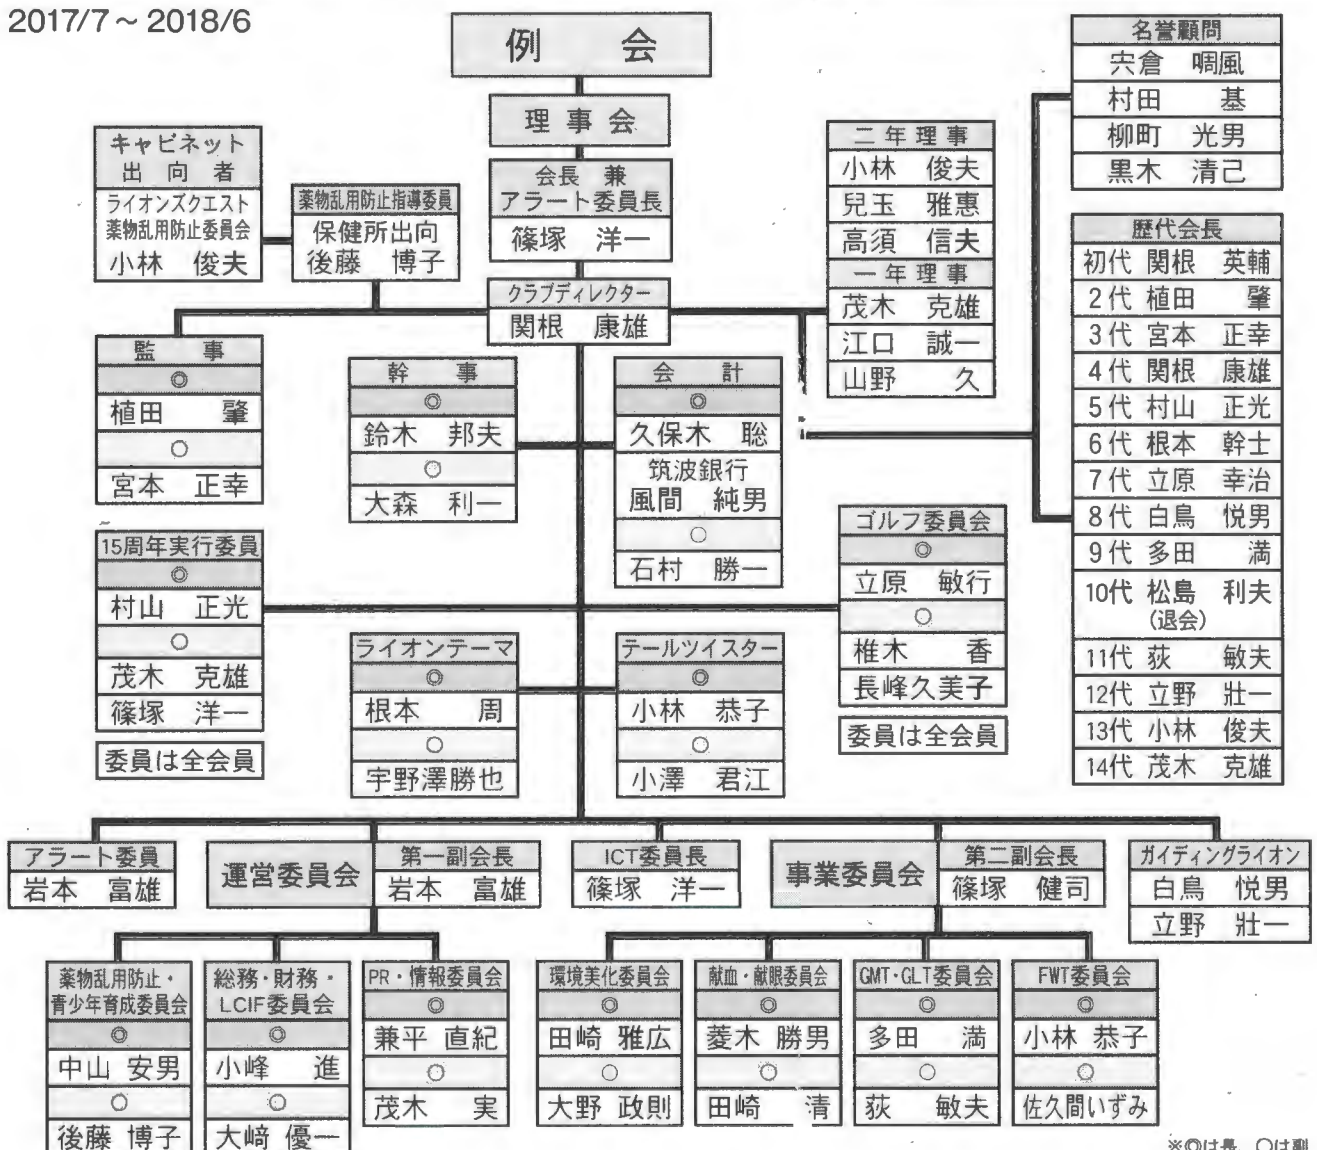 2017/7～2018/6
例 会
理事会
会長 兼
アラート委員長
篠塚 洋一
クラブディレクター
関根 康雄
キャビネット
出向者
ライオンズクエスト
薬物乱用防止委員会
小林 俊夫
薬物乱用防止指導委員
保健所出向
後藤 博子
二年理事
小林 俊夫
兒玉 雅惠
高須 信夫
一年理事
茂木 克雄
江口 誠一
山野 久
名誉顧問
宍倉 啁風
村田 基
柳町 光男
黒木 清己
歴代会長
初代 関根 英輔
2代 植田 肇
3代 宮本 正幸
4代 関根 康雄
5代 村山 正光
6代 根本 幹士
7代 立原 幸治
8代 白鳥 悦男
9代 多田 満
10代 松島 利夫
(退会)
11代 荻 敏夫
12代 立野 壯一
13代 小林 俊夫
14代 茂木 克雄
監事
◎
植田 肇
○
宮本 正幸
幹事
◎
鈴木 邦夫
○
大森 利一
会計
◎
久保木 聡
筑波銀行
風間 純男
○
石村 勝一
15周年実行委員
◎
村山 正光
○
茂木 克雄
篠塚 洋一
委員は全会員
ゴルフ委員会
◎
立原 敏行
○
椎木 香
長峰久美子
委員は全会員
ライオンテーマ
◎
根本 周
○
宇野澤勝也
テールツイスター
◎
小林 恭子
○
小澤 君江
アラート委員
岩本 富雄
運営委員会
第一副会長
岩本 富雄
ICT委員長
篠塚 洋一
事業委員会
第二副会長
篠塚 健司
ガイディングライオン
白鳥 悦男
立野 壯一
薬物乱用防止・
青少年育成委員会
◎
中山 安男
○
後藤 博子
総務・財務・
LCIF委員会
◎
小峰 進
○
大﨑 優一
PR・情報委員会
◎
兼平 直紀
○
茂木 実
環境美化委員会
◎
田崎 雅広
○
大野 政則
献血・献眼委員会
◎
菱木 勝男
○
田崎 清
GMT・GLT委員会
◎
多田 満
○
荻 敏夫
FWT委員会
◎
小林 恭子
○
佐久間いずみ
※◎は長、○は副